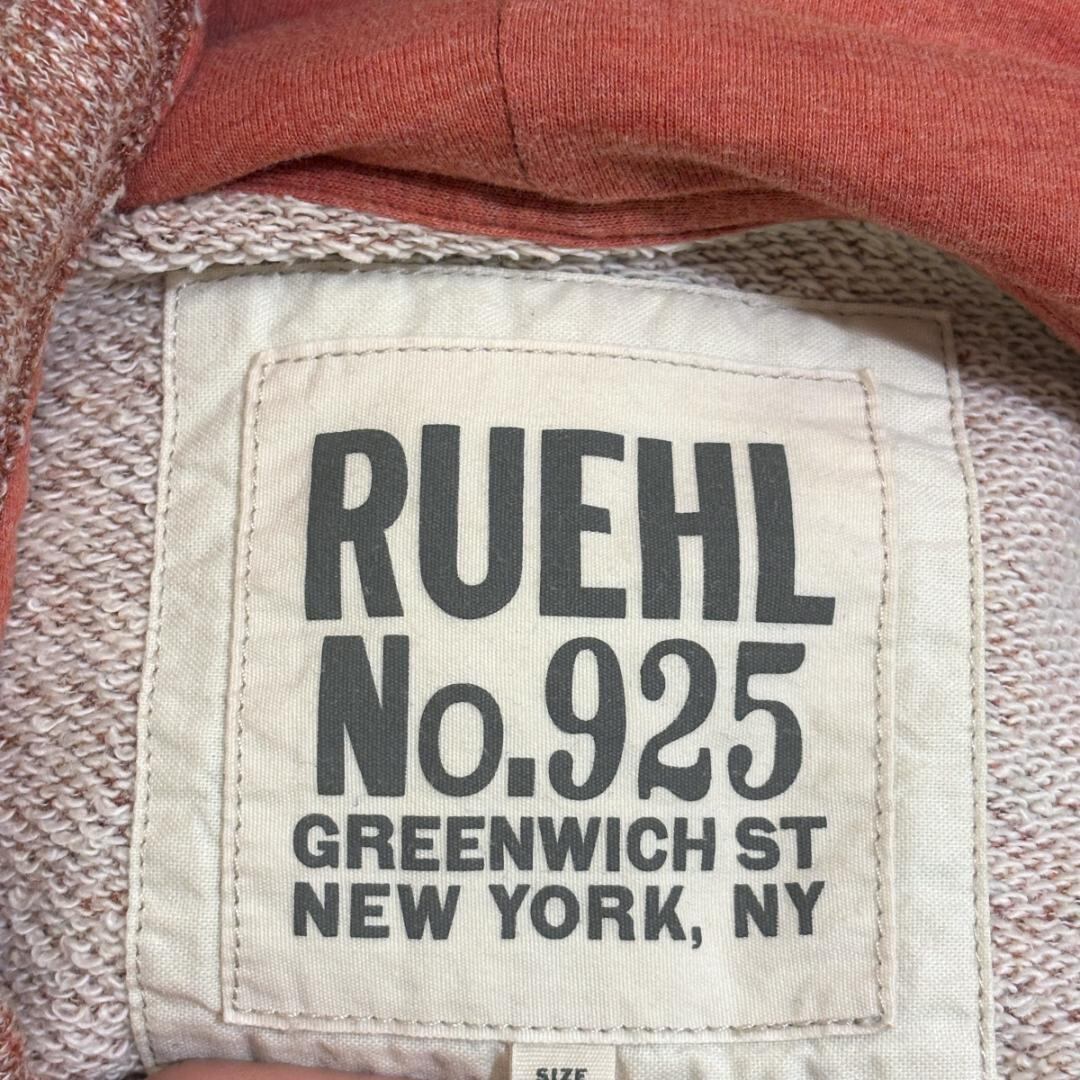 RUEHL
No.925
GREENWICH ST
NEW YORK, NY
SIZE